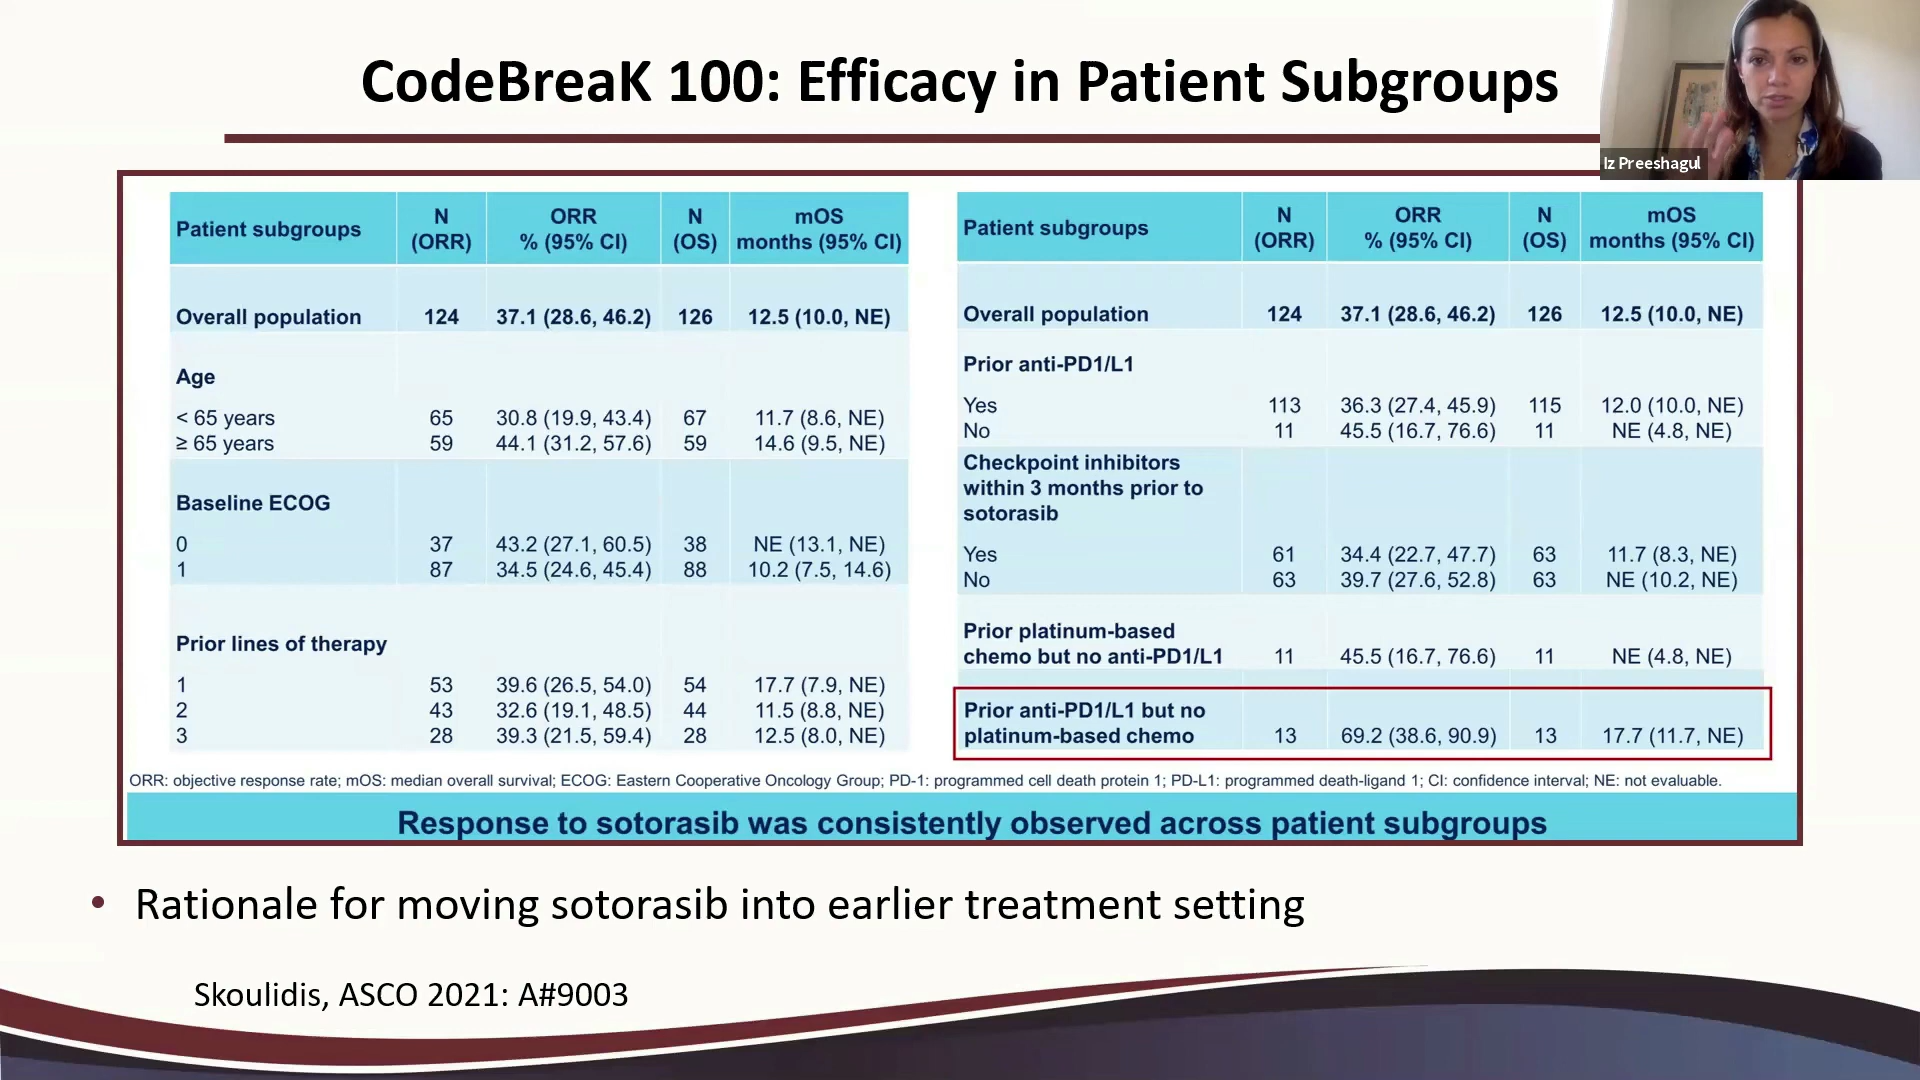 CodeBreaK 100: Efficacy in Patient Subgroups
Iz Preeshagul
Patient subgroups
N (ORR)
ORR % (95% CI)
N (OS)
mOS months (95% CI)
Overall population 124 37.1 (28.6, 46.2) 126 12.5 (10.0, NE)
Age
< 65 years 65 30.8 (19.9, 43.4) 67 11.7 (8.6, NE)
≥ 65 years 59 44.1 (31.2, 57.6) 59 14.6 (9.5, NE)
Baseline ECOG
0 37 43.2 (27.1, 60.5) 38 NE (13.1, NE)
1 87 34.5 (24.6, 45.4) 88 10.2 (7.5, 14.6)
Prior lines of therapy
1 53 39.6 (26.5, 54.0) 54 17.7 (7.9, NE)
2 43 32.6 (19.1, 48.5) 44 11.5 (8.8, NE)
3 28 39.3 (21.5, 59.4) 28 12.5 (8.0, NE)
Patient subgroups
N (ORR)
ORR % (95% CI)
N (OS)
mOS months (95% CI)
Overall population 124 37.1 (28.6, 46.2) 126 12.5 (10.0, NE)
Prior anti-PD1/L1
Yes 113 36.3 (27.4, 45.9) 115 12.0 (10.0, NE)
No 11 45.5 (16.7, 76.6) 11 NE (4.8, NE)
Checkpoint inhibitors
within 3 months prior to
sotorasib
Yes 61 34.4 (22.7, 47.7) 63 11.7 (8.3, NE)
No 63 39.7 (27.6, 52.8) 63 NE (10.2, NE)
Prior platinum-based
chemo but no anti-PD1/L1 11 45.5 (16.7, 76.6) 11 NE (4.8, NE)
Prior anti-PD1/L1 but no
platinum-based chemo 13 69.2 (38.6, 90.9) 13 17.7 (11.7, NE)
ORR: objective response rate; mOS: median overall survival; ECOG: Eastern Cooperative Oncology Group; PD-1: programmed cell death protein 1; PD-L1: programmed death-ligand 1; CI: confidence interval; NE: not evaluable.
Response to sotorasib was consistently observed across patient subgroups
• Rationale for moving sotorasib into earlier treatment setting
Skoulidis, ASCO 2021: A#9003